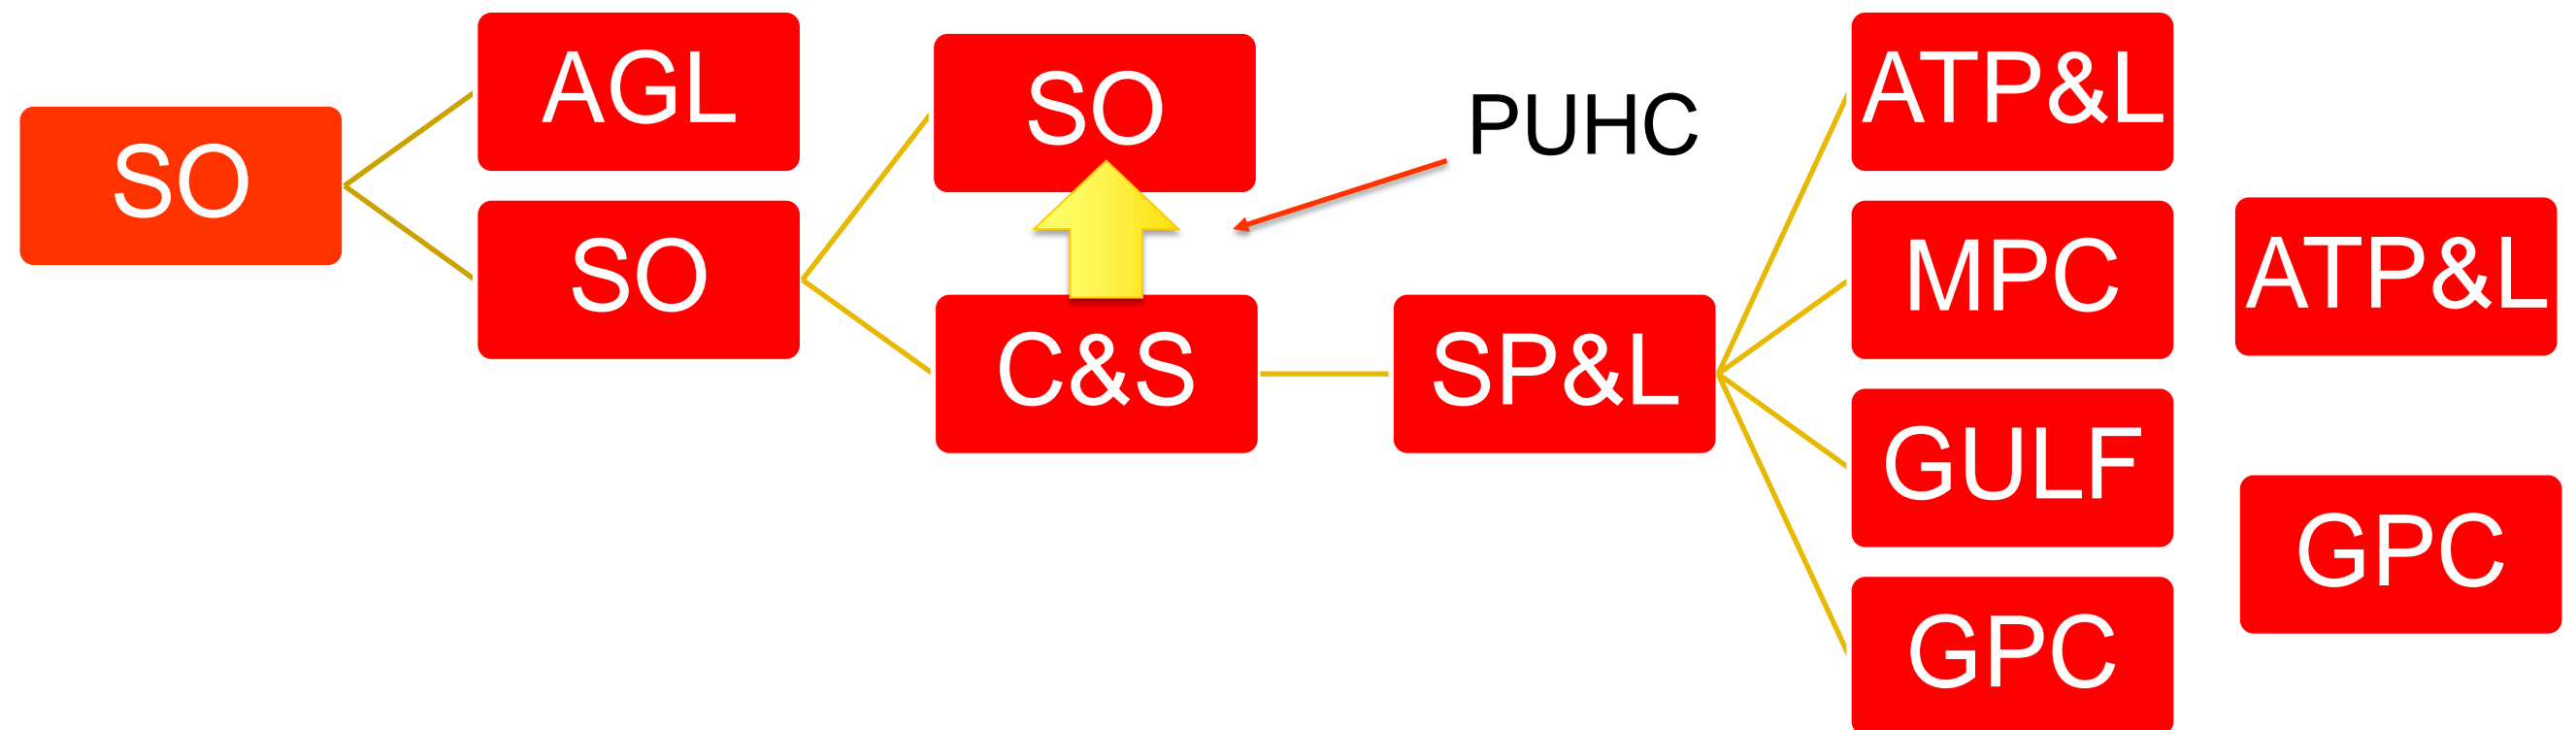 SO
AGL
SO
SO
C&S
PUHC
SP&L
ATP&L
MPC
GULF
GPC
ATP&L
GPC